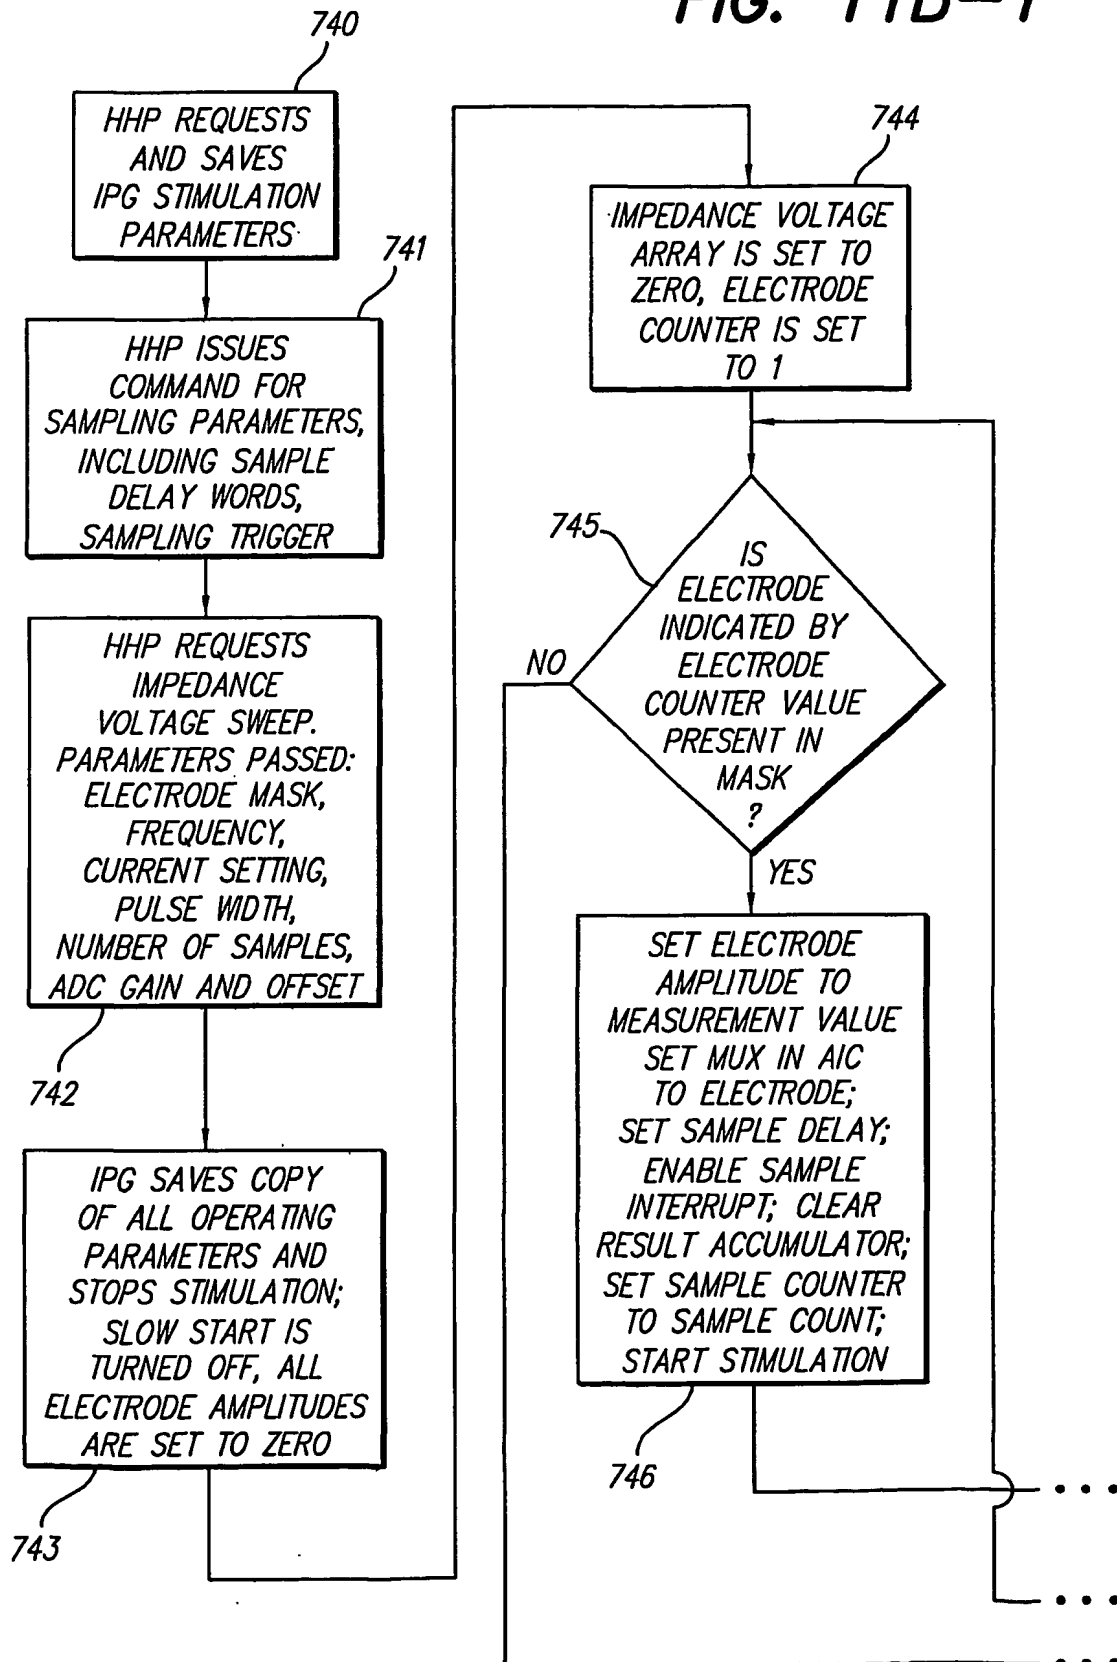 FIG. 11B-1
740
HHP REQUESTS
AND SAVES
IPG STIMULATION
PARAMETERS
741
HHP ISSUES
COMMAND FOR
SAMPLING PARAMETERS,
INCLUDING SAMPLE
DELAY WORDS,
SAMPLING TRIGGER
HHP REQUESTS
IMPEDANCE
VOLTAGE SWEEP.
PARAMETERS PASSED:
ELECTRODE MASK,
FREQUENCY,
CURRENT SETTING,
PULSE WIDTH,
NUMBER OF SAMPLES,
ADC GAIN AND OFFSET
742
IPG SAVES COPY
OF ALL OPERATING
PARAMETERS AND
STOPS STIMULATION;
SLOW START IS
TURNED OFF, ALL
ELECTRODE AMPLITUDES
ARE SET TO ZERO
743
744
IMPEDANCE VOLTAGE
ARRAY IS SET TO
ZERO, ELECTRODE
COUNTER IS SET
TO 1
745
IS
ELECTRODE
INDICATED BY
ELECTRODE
COUNTER VALUE
PRESENT IN
MASK
?
NO
YES
SET ELECTRODE
AMPLITUDE TO
MEASUREMENT VALUE
SET MUX IN AIC
TO ELECTRODE;
SET SAMPLE DELAY;
ENABLE SAMPLE
INTERRUPT; CLEAR
RESULT ACCUMULATOR;
SET SAMPLE COUNTER
TO SAMPLE COUNT;
START STIMULATION
746